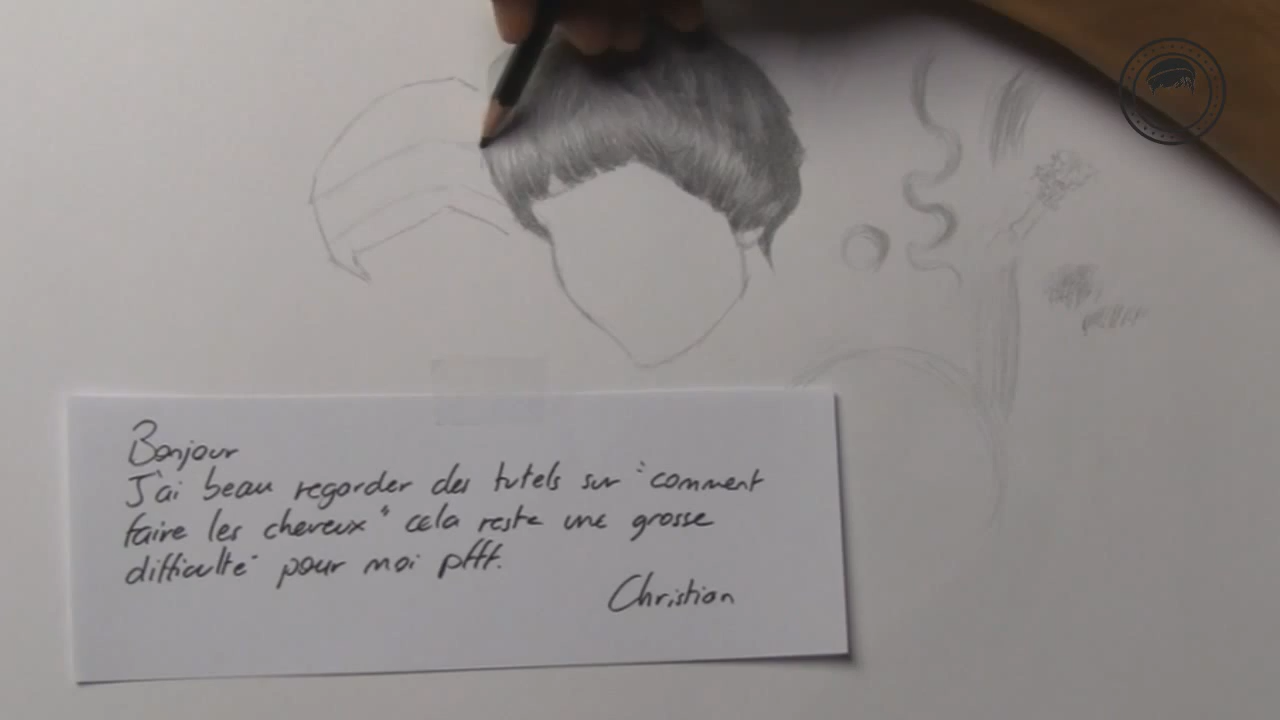 Bonjour
J'ai beau regarder des tutels sur "comment
faire les cheveux" cela reste une grosse
difficulté pour moi pfff.
Christian